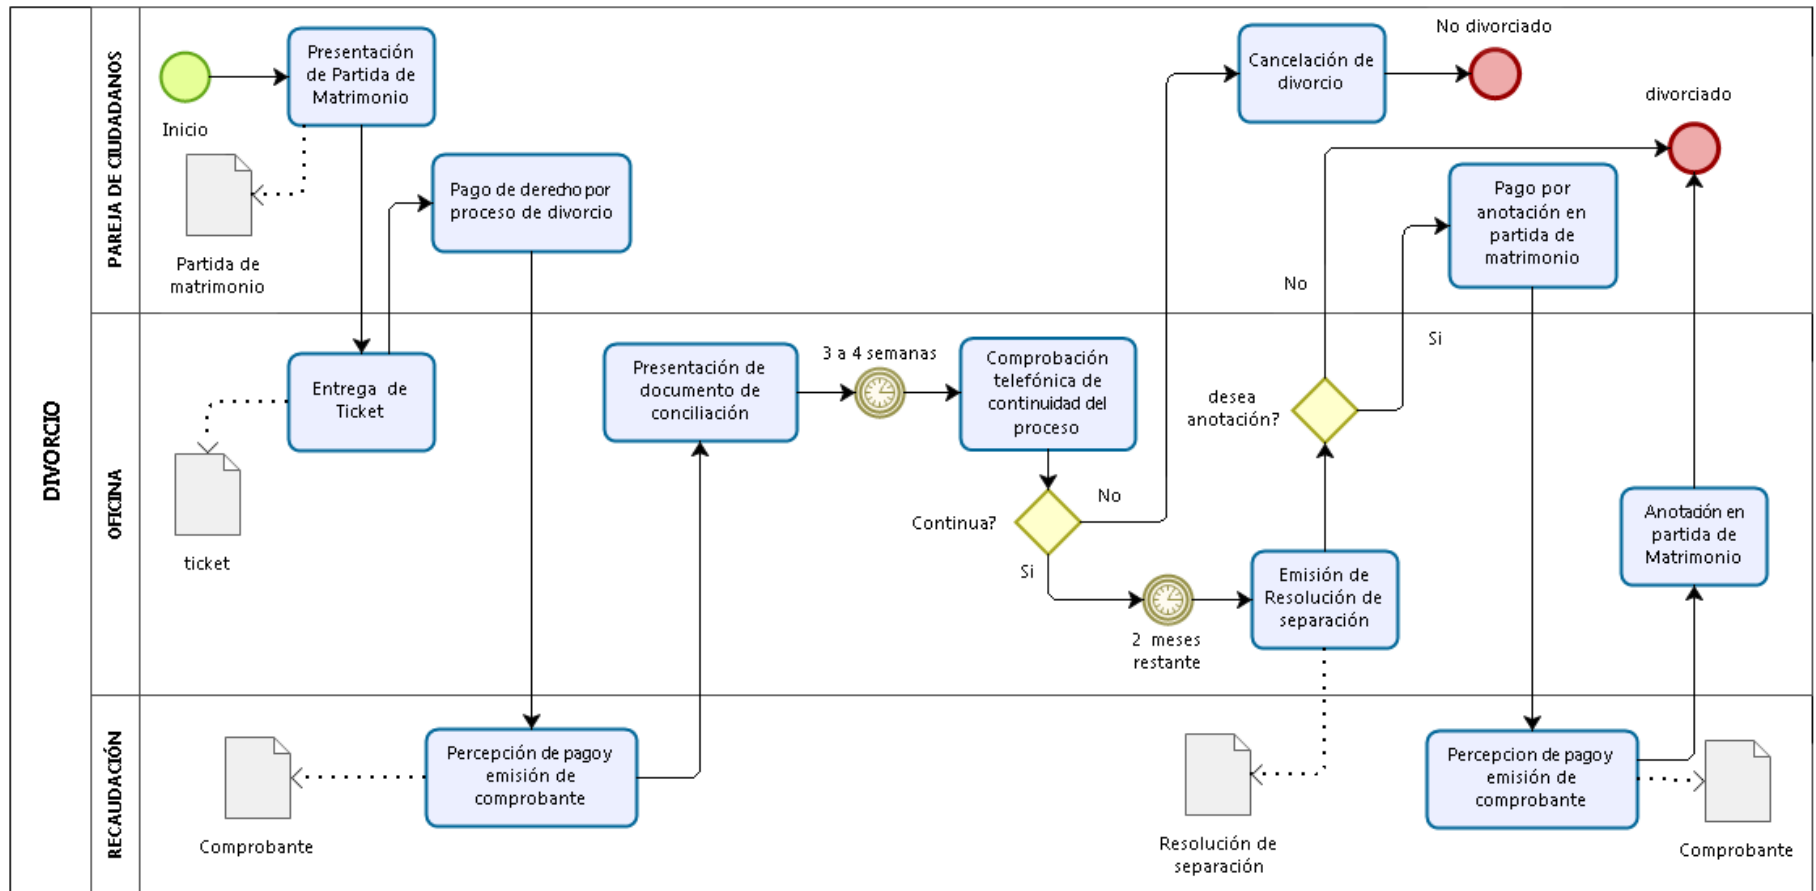 DIVORCIO
PAREJA DE CIUDADANOS
Inicio
Presentación
de Partida de
Matrimonio
Partida de
matrimonio
Pago de derecho por
proceso de divorcio
Cancelación de
divorcio
No divorciado
divorciado
Pago por
anotación en
partida de
matrimonio
No
Si
OFICINA
Entrega de
Ticket
ticket
Presentación de
documento de
conciliación
3 a 4 semanas
Comprobación
telefónica de
continuidad del
proceso
Continua?
No
Si
2 meses
restante
Emisión de
Resolución de
separación
desea
anotación?
Anotación en
partida de
Matrimonio
RECAUDACIÓN
Comprobante
Percepción de pago y
emisión de
comprobante
Resolución de
separación
Percepcion de pago y
emisión de
comprobante
Comprobante